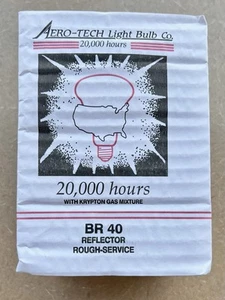 AERO-TECH Light Bulb Co.
20,000 hours
20,000 hours
WITH KRYPTON GAS MIXTURE
BR 40
REFLECTOR
ROUGH-SERVICE